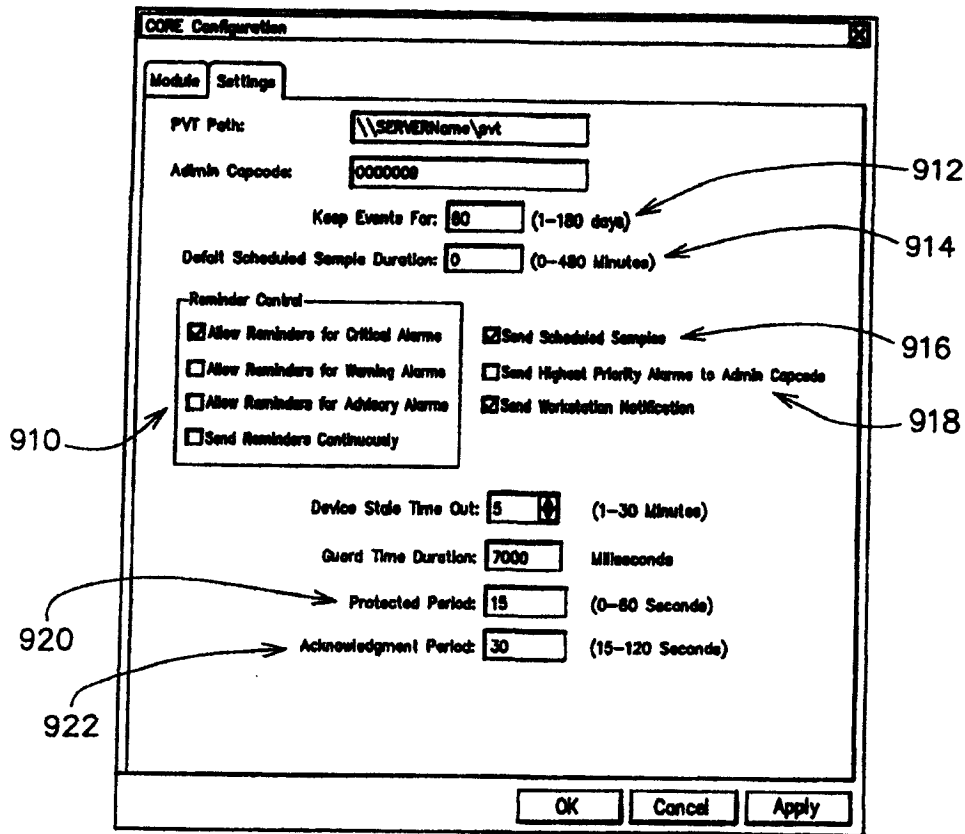 CORE Configuration
Module Settings
PVT Path: \\SERVERName\pvt
Admin Capcode: 0000009
912
Keep Events For: 60 (1-180 days)
914
Defalt Scheduled Sample Duration: 0 (0-480 Minutes)
Reminder Control
Allow Reminders for Critical Alarms
Send Scheduled Samples
916
Allow Reminders for Warning Alarms
Send Highest Priority Alarms to Admin Capcode
Allow Reminders for Advisory Alarms
Send Workstation Notification
918
910
Send Reminders Continuously
Device Stale Time Out: 5 (1-30 Minutes)
Guard Time Duration: 7000 Milliseconds
Protected Period: 15 (0-60 Seconds)
920
Acknowledgment Period: 30 (15-120 Seconds)
922
OK Cancel Apply